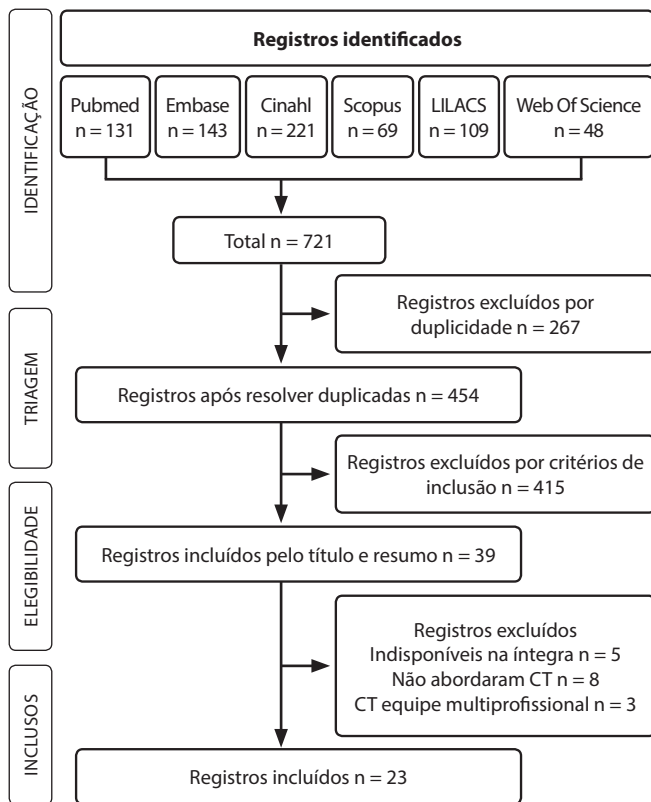 IDENTIFICAÇÃO
Registros identificados
Pubmed
n = 131
Embase
n = 143
Cinahl
n = 221
Scopus
n = 69
LILACS
n = 109
Web Of Science
n = 48
Total n = 721
Registros excluídos por
duplicidade n = 267
TRIAGEM
Registros após resolver duplicadas n = 454
Registros excluídos por critérios de
inclusão n = 415
ELEGIBILIDADE
Registros incluídos pelo título e resumo n = 39
Registros excluídos
Indisponíveis na íntegra n = 5
Não abordaram CT n = 8
CT equipe multiprofissional n = 3
INCLUSOS
Registros incluídos n = 23